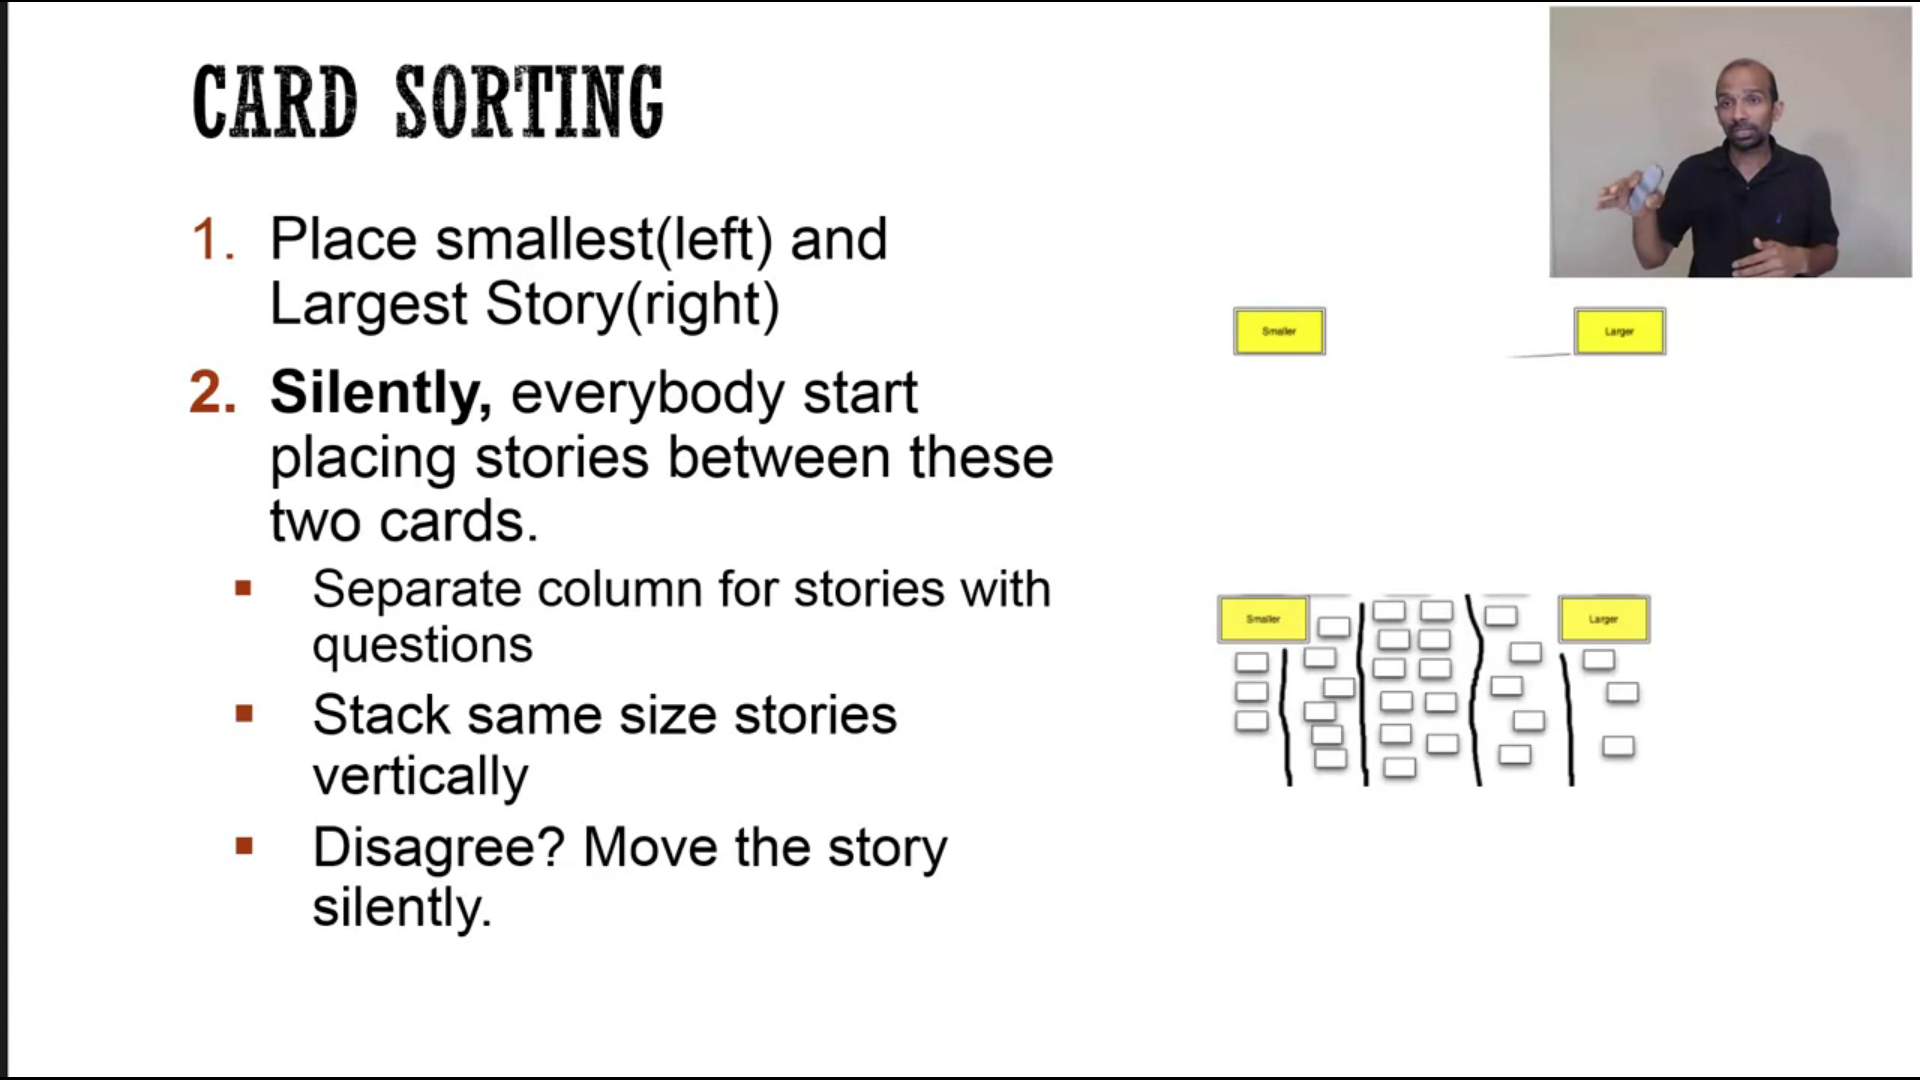 CARD SORTING
1. Place smallest(left) and
Largest Story(right)
2. Silently, everybody start
placing stories between these
two cards.
▪ Separate column for stories with
questions
▪ Stack same size stories
vertically
▪ Disagree? Move the story
silently.
Smaller
Larger
Smaller
Larger